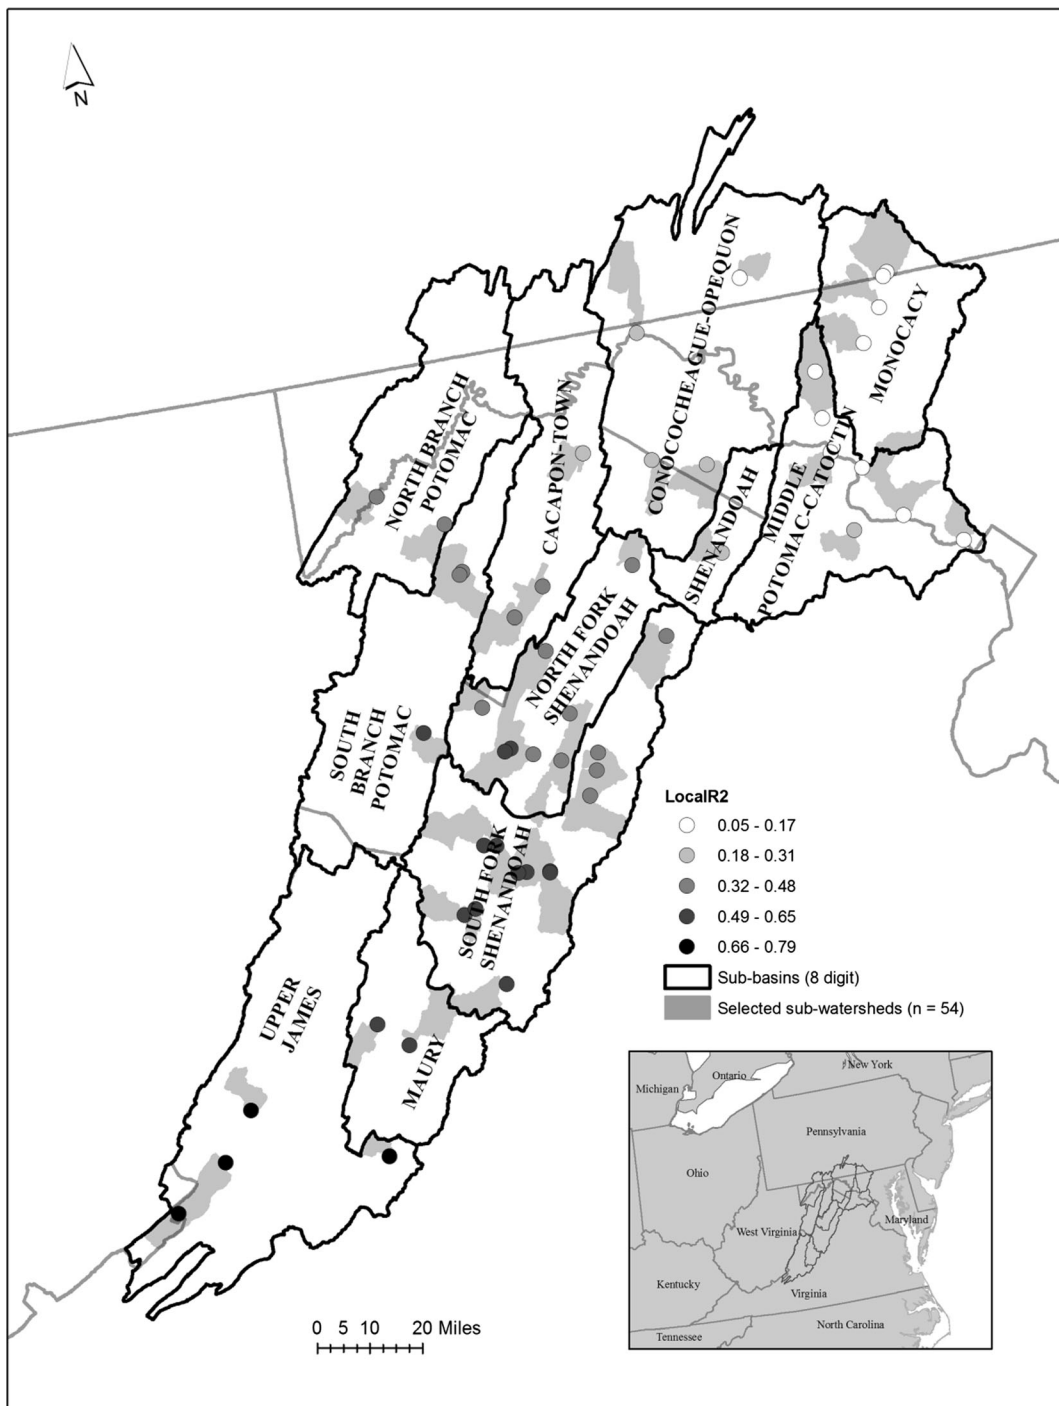 N
CONOCOCHEAGUE-OPEQUON
MONOCACY
NORTH BRANCH
POTOMAC
CACAPON-TOWN
SHENANDOAH
MIDDLE
POTOMAC-CATOCTIN
NORTH FORK
SHENANDOAH
SOUTH
BRANCH
POTOMAC
SOUTH FORK
SHENANDOAH
UPPER
JAMES
MAURY
LocalR2
0.05 - 0.17
0.18 - 0.31
0.32 - 0.48
0.49 - 0.65
0.66 - 0.79
Sub-basins (8 digit)
Selected sub-watersheds (n = 54)
0 5 10 20 Miles
New York
Ontario
Michigan
Pennsylvania
Ohio
West Virginia
Maryland
Kentucky
Virginia
North Carolina
Tennessee